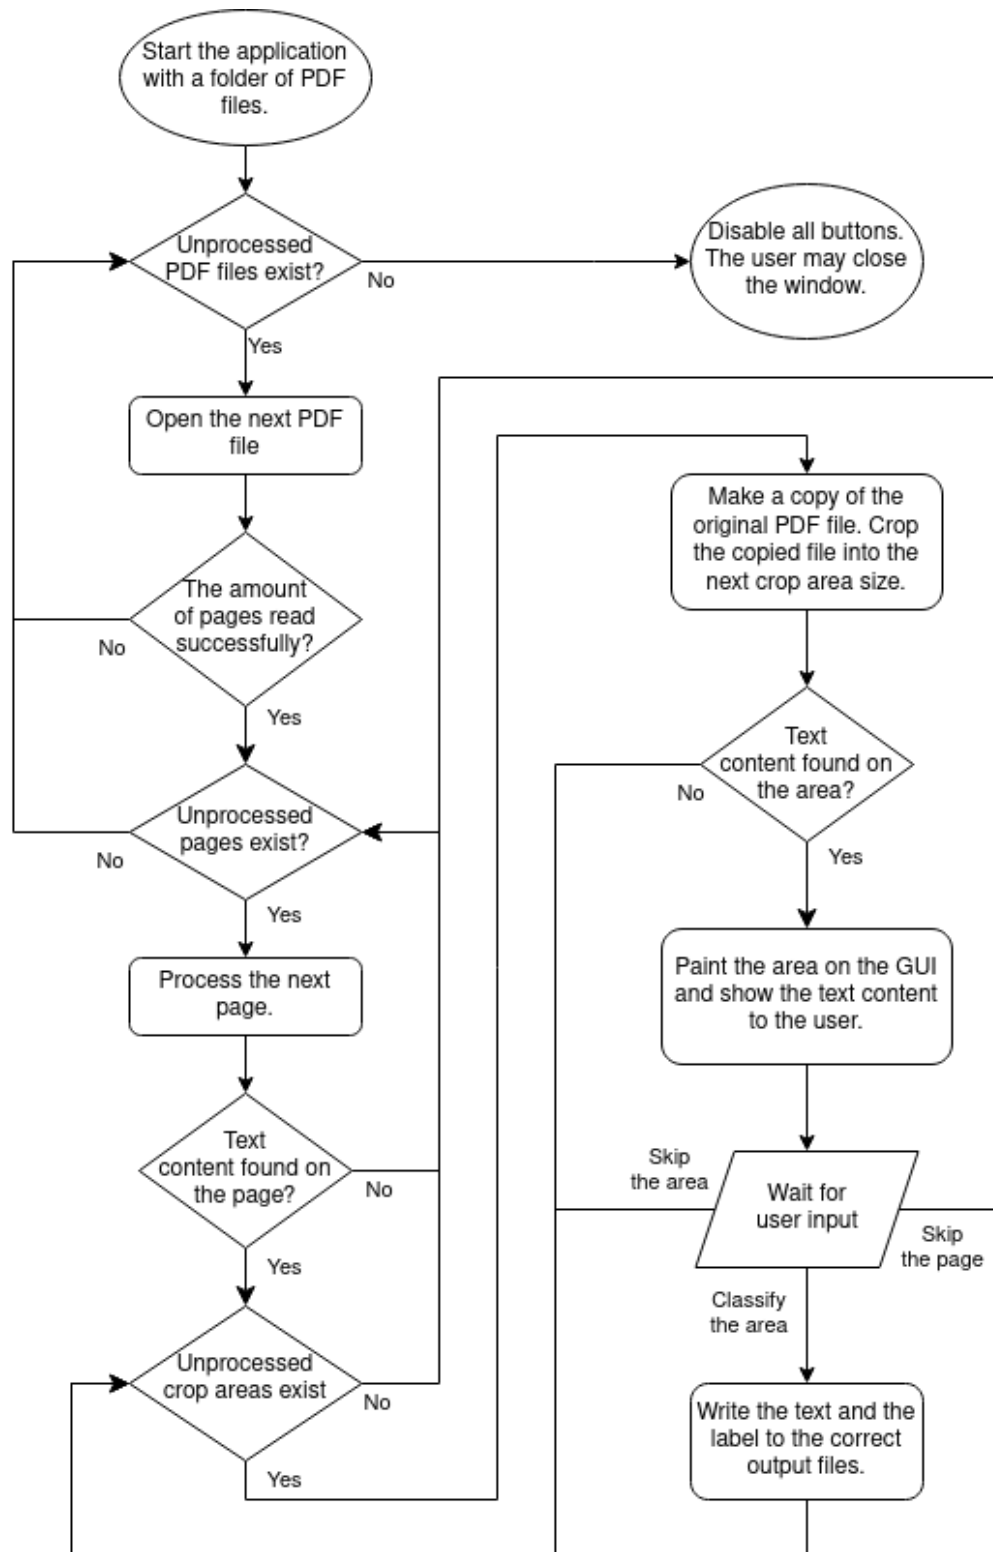 Start the application
with a folder of PDF
files.
Unprocessed
PDF files exist?
No
Disable all buttons.
The user may close
the window.
Yes
Open the next PDF
file
The amount
of pages read
successfully?
No
Yes
Unprocessed
pages exist?
No
Yes
Process the next
page.
Text
content found on
the page?
No
Yes
Unprocessed
crop areas exist
No
Yes
Make a copy of the
original PDF file. Crop
the copied file into the
next crop area size.
Text
content found on
the area?
No
Yes
Paint the area on the GUI
and show the text content
to the user.
Skip
the area
Wait for
user input
Skip
the page
Classify
the area
Write the text and the
label to the correct
output files.